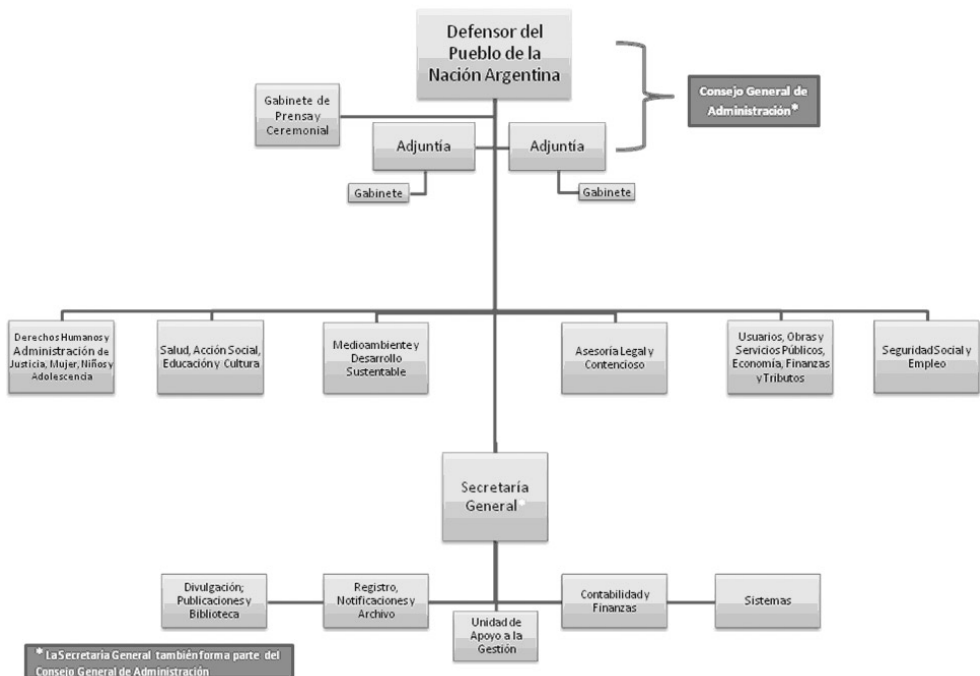 Defensor del
Pueblo de la
Nación Argentina
Consejo General de
Administración*
Gabinete de
Prensa y
Ceremonial
Adjuntía
Adjuntía
Gabinete
Gabinete
Derechos Humanos y
Administración de
Justicia, Mujer, Niños y
Adolescencia
Salud, Acción Social,
Educación y Cultura
Medioambiente y
Desarrollo
Sustentable
Asesoría Legal y
Contencioso
Usuarios, Obras y
Servicios Públicos,
Economía, Finanzas
y Tributos
Seguridad Social y
Empleo
Secretaría
General*
Divulgación;
Publicaciones y
Biblioteca
Registro,
Notificaciones y
Archivo
Unidad de
Apoyo a la
Gestión
Contabilidad y
Finanzas
Sistemas
* La Secretaria General también forma parte del
Consejo General de Administración